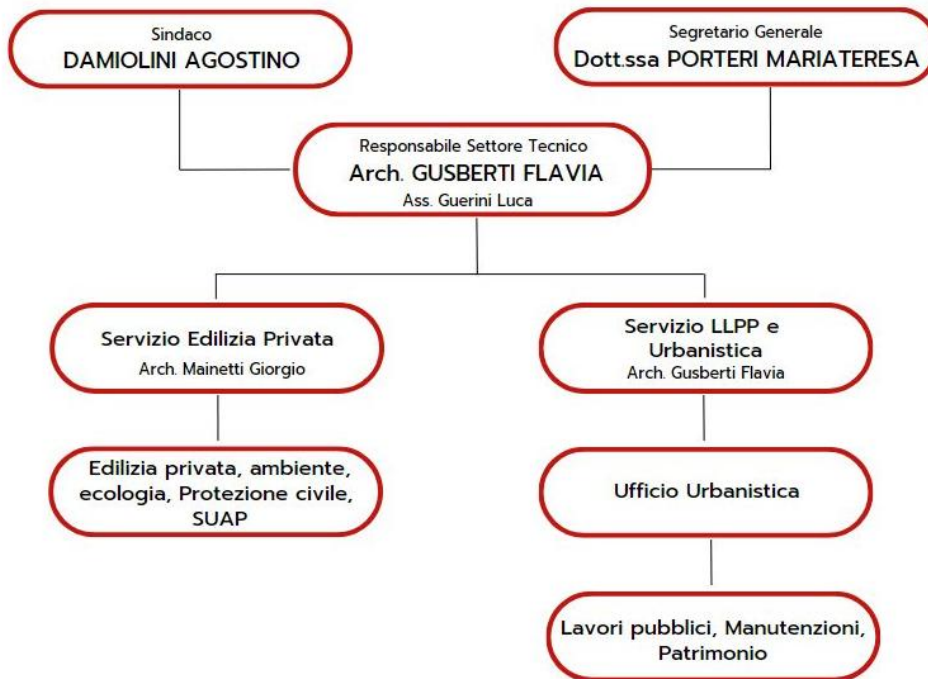 Sindaco
DAMIOLINI AGOSTINO
Segretario Generale
Dott.ssa PORTERI MARIATERESA
Responsabile Settore Tecnico
Arch. GUSBERTI FLAVIA
Ass. Guerini Luca
Servizio Edilizia Privata
Arch. Mainetti Giorgio
Servizio LLPP e
Urbanistica
Arch. Gusberti Flavia
Edilizia privata, ambiente,
ecologia, Protezione civile,
SUAP
Ufficio Urbanistica
Lavori pubblici, Manutenzioni,
Patrimonio